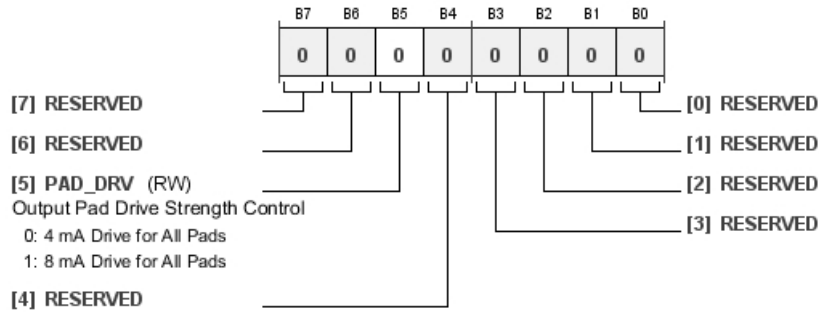 B7 B6 B5 B4 B3 B2 B1 B0
0 0 0 0 0 0 0 0
[7] RESERVED
[6] RESERVED
[5] PAD_DRV (RW)
Output Pad Drive Strength Control
0: 4 mA Drive for All Pads
1: 8 mA Drive for All Pads
[4] RESERVED
[0] RESERVED
[1] RESERVED
[2] RESERVED
[3] RESERVED